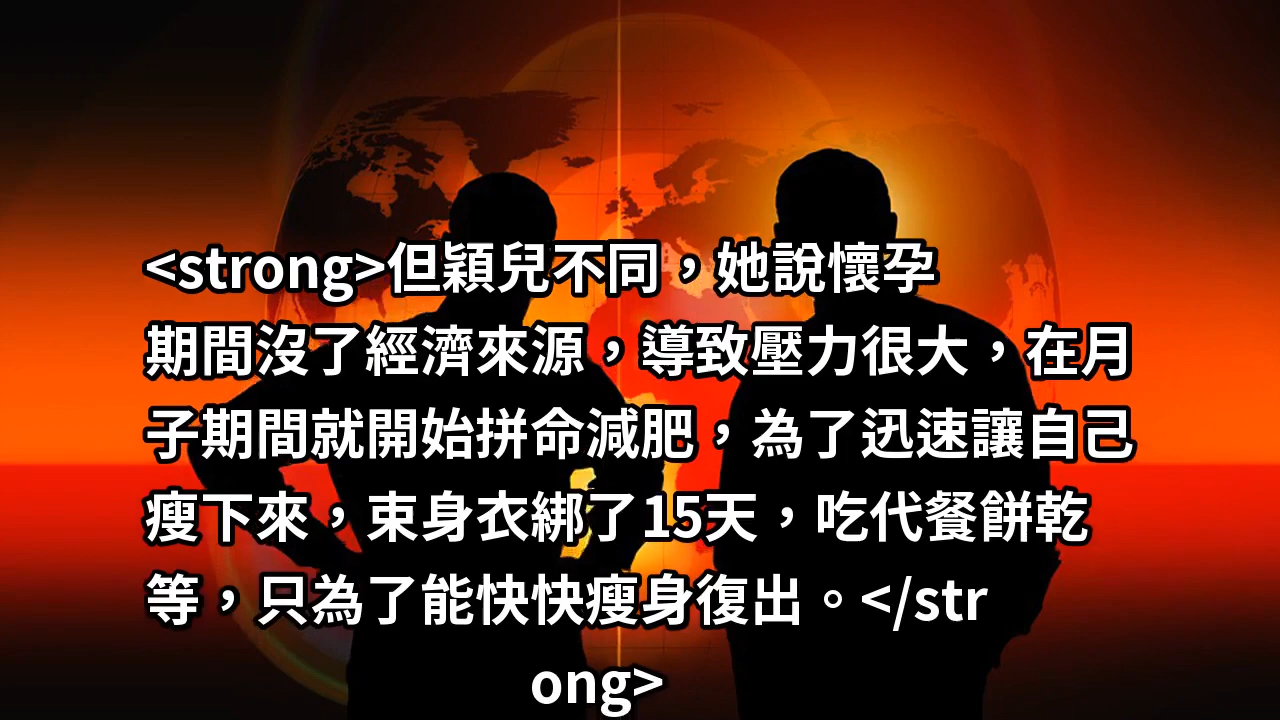 <strong>但穎兒不同，她說懷孕
期間沒了經濟來源，導致壓力很大，在月
子期間就開始拼命減肥，為了迅速讓自己
瘦下來，束身衣綁了15天，吃代餐餅乾
等，只為了能快快瘦身復出。</str
ong>